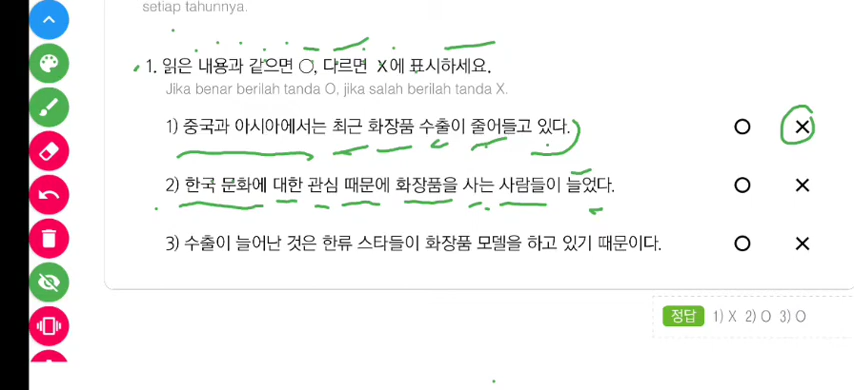 setiap tahunnya.
1. 읽은 내용과 같으면 ○, 다르면 X에 표시하세요.
Jika benar berilah tanda O, jika salah berilah tanda X.
1) 중국과 아시아에서는 최근 화장품 수출이 줄어들고 있다. ○ ×
2) 한국 문화에 대한 관심 때문에 화장품을 사는 사람들이 늘었다. ○ ×
3) 수출이 늘어난 것은 한류 스타들이 화장품 모델을 하고 있기 때문이다. ○ ×
정답 1) X 2) O 3) O